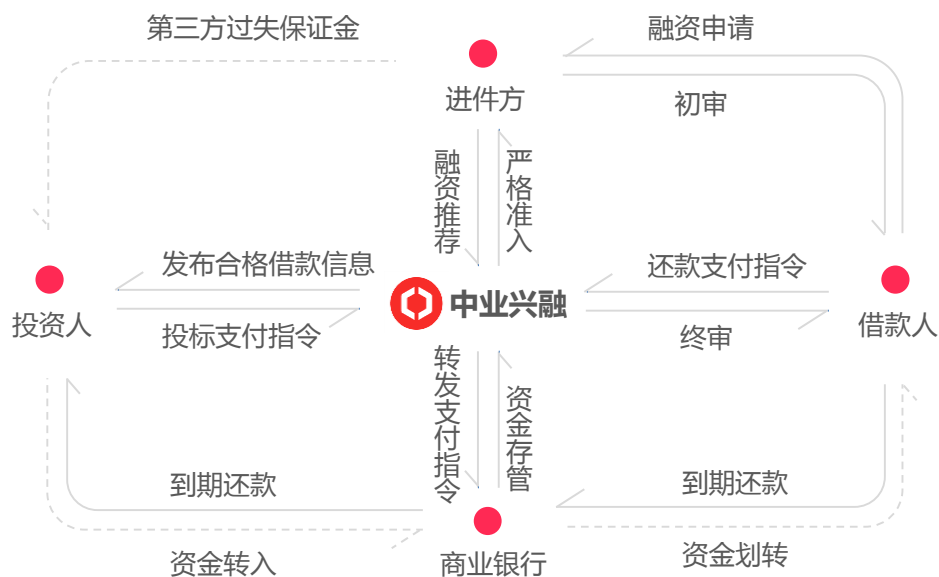 第三方过失保证金
融资申请
进件方
初审
融资推荐
严格准入
发布合格借款信息
还款支付指令
中业兴融
投资人
投标支付指令
终审
借款人
转发支付指令
资金存管
到期还款
到期还款
资金转入
商业银行
资金划转